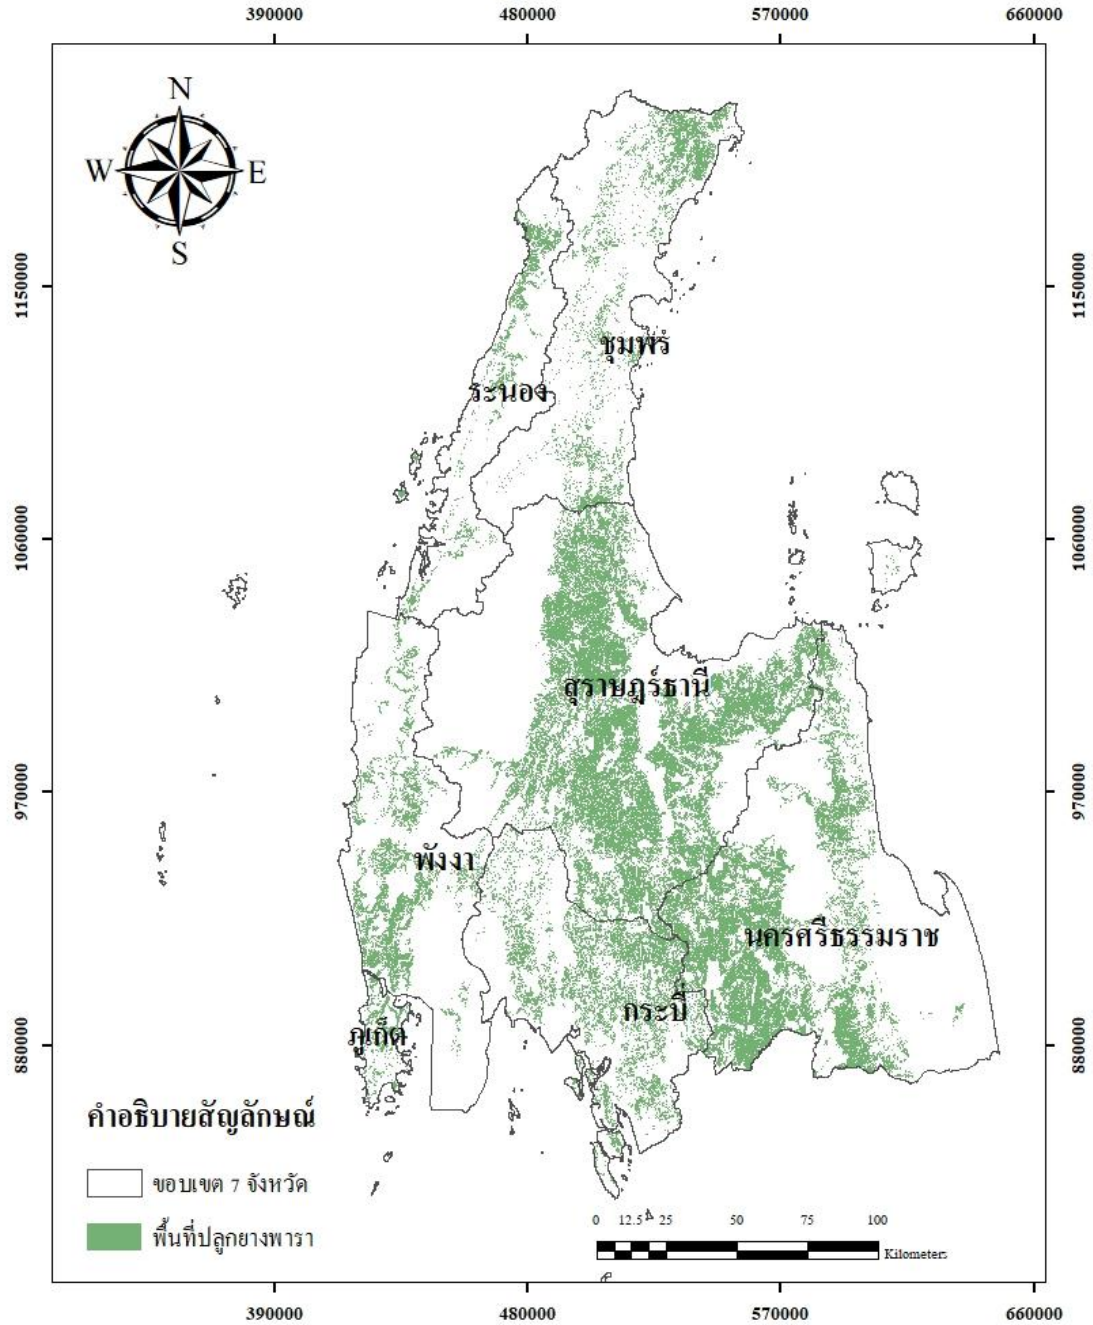 390000 480000 570000 660000
N
W E
S
1150000 1150000
ชุมพร
ระนอง
1060000 1060000
สุราษฎร์ธานี
970000 970000
พังงา
นครศรีธรรมราช
กระบี่
ภูเก็ต
880000 880000
คำอธิบายสัญลักษณ์
ขอบเขต 7 จังหวัด
พื้นที่ปลูกยางพารา
0 12.5 25 50 75 100
Kilometers
390000 480000 570000 660000